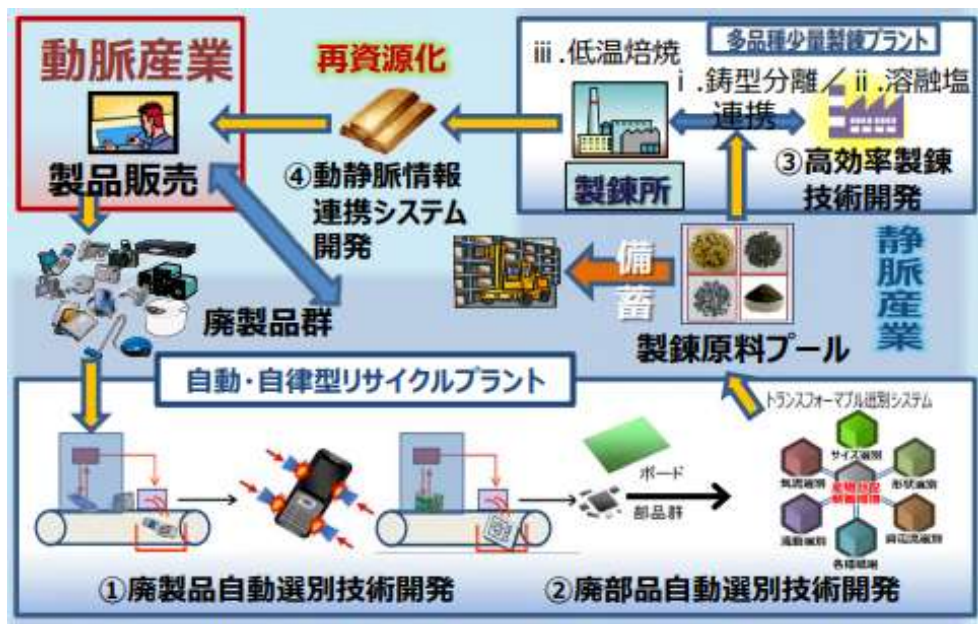 動脈産業
製品販売
再資源化
④動静脈情報
連携システム
開発
多品種少量製錬プラント
ⅲ.低温焙焼
ⅰ.鋳型分離/ⅱ.溶融塩
連携
製錬所
③高効率製錬
技術開発
静脈産業
備蓄
製錬原料プール
廃製品群
自動・自律型リサイクルプラント
トランスフォーマブル選別システム
サイズ選別
気流選別
形状選別
ボード
部品群
①廃製品自動選別技術開発
②廃部品自動選別技術開発